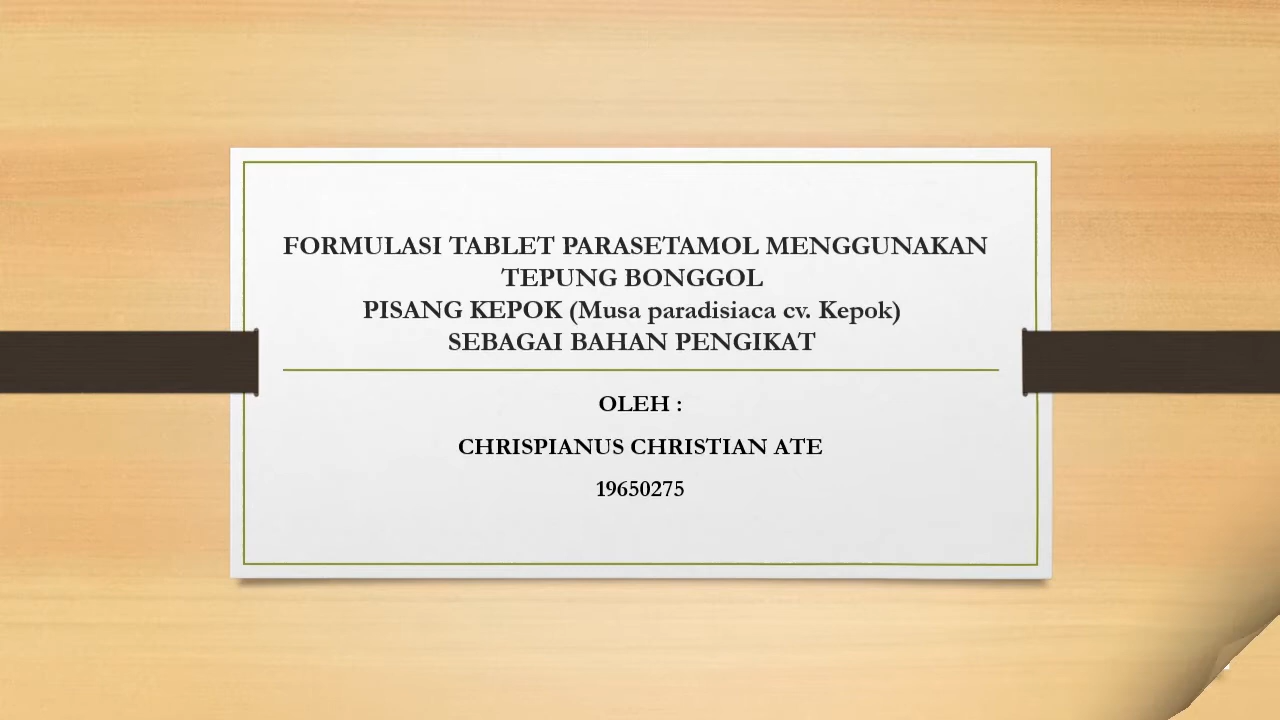 FORMULASI TABLET PARASETAMOL MENGGUNAKAN
TEPUNG BONGGOL
PISANG KEPOK (Musa paradisiaca cv. Kepok)
SEBAGAI BAHAN PENGIKAT
OLEH :
CHRISPIANUS CHRISTIAN ATE
19650275